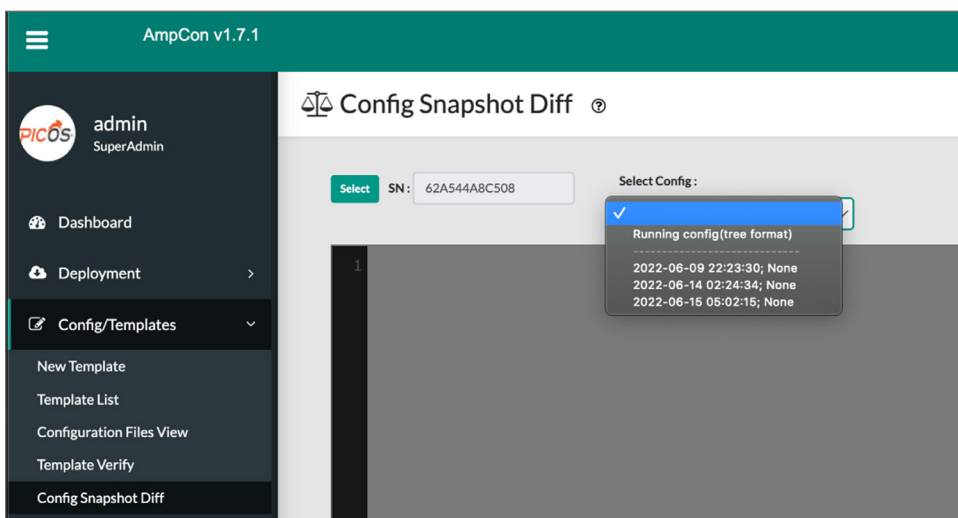 AmpCon v1.7.1
PICOS
admin
SuperAdmin
Dashboard
Deployment
Config/Templates
New Template
Template List
Configuration Files View
Template Verify
Config Snapshot Diff
Config Snapshot Diff ?
Select SN : 62A544A8C508
Select Config :
Running config(tree format)
----------------------------
2022-06-09 22:23:30; None
2022-06-14 02:24:34; None
2022-06-15 05:02:15; None
1